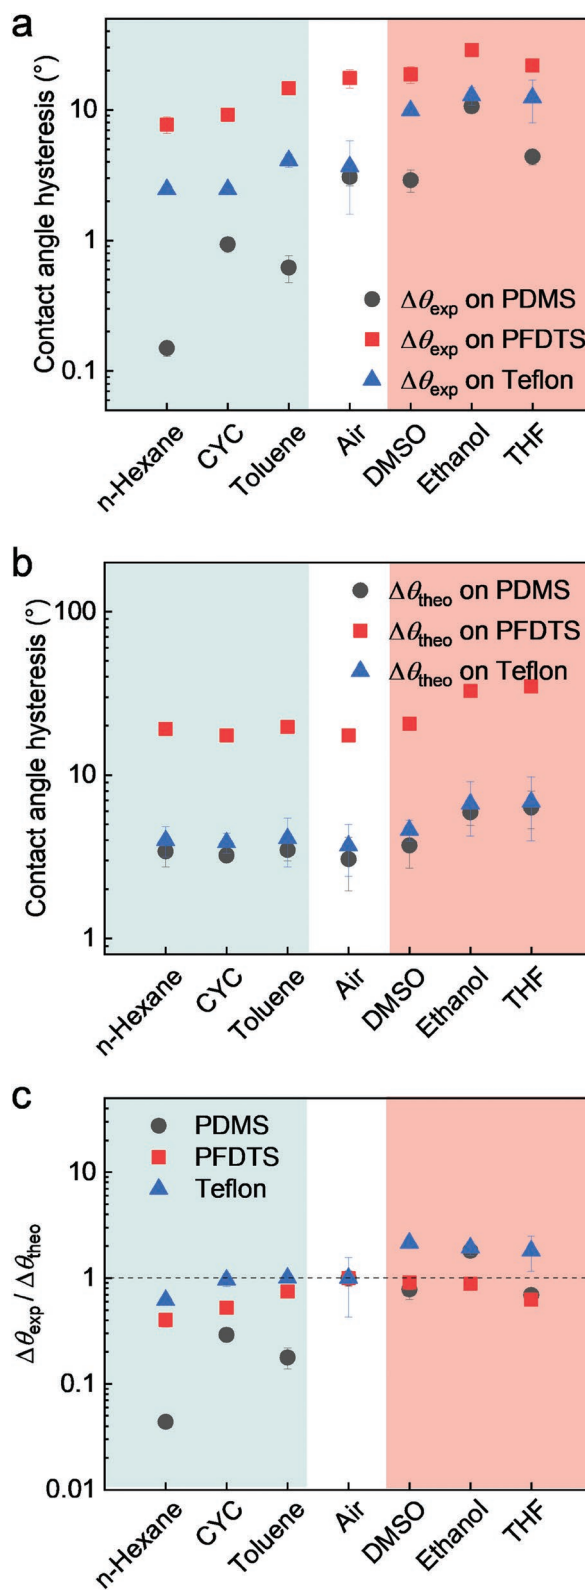 a
Contact angle hysteresis (°)
10
1
0.1
Δθexp on PDMS
Δθexp on PFDTS
Δθexp on Teflon
n-Hexane
CYC
Toluene
Air
DMSO
Ethanol
THF
b
Contact angle hysteresis (°)
100
10
1
Δθtheo on PDMS
Δθtheo on PFDTS
Δθtheo on Teflon
n-Hexane
CYC
Toluene
Air
DMSO
Ethanol
THF
c
Δθexp / Δθtheo
10
1
0.1
0.01
PDMS
PFDTS
Teflon
n-Hexane
CYC
Toluene
Air
DMSO
Ethanol
THF